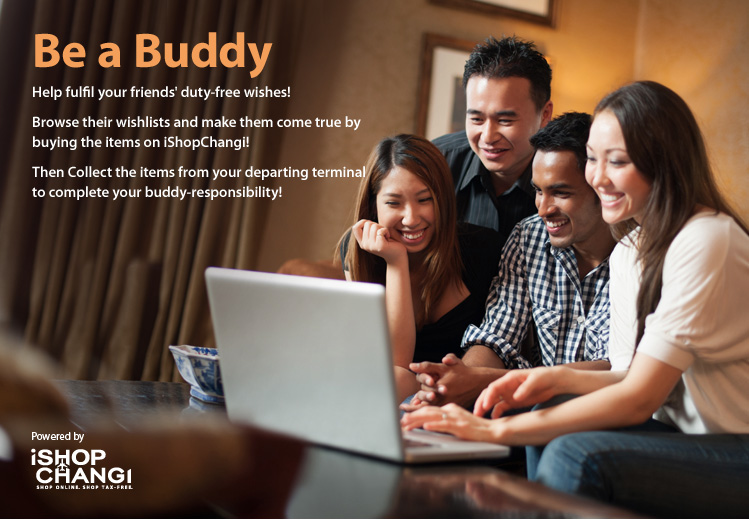 Be a Buddy
Help fulfil your friends' duty-free wishes!
Browse their wishlists and make them come true by
buying the items on iShopChangi!
Then Collect the items from your departing terminal
to complete your buddy-responsibility!
Powered by
iSHOP
CHANGI
SHOP ONLINE. SHOP TAX-FREE.